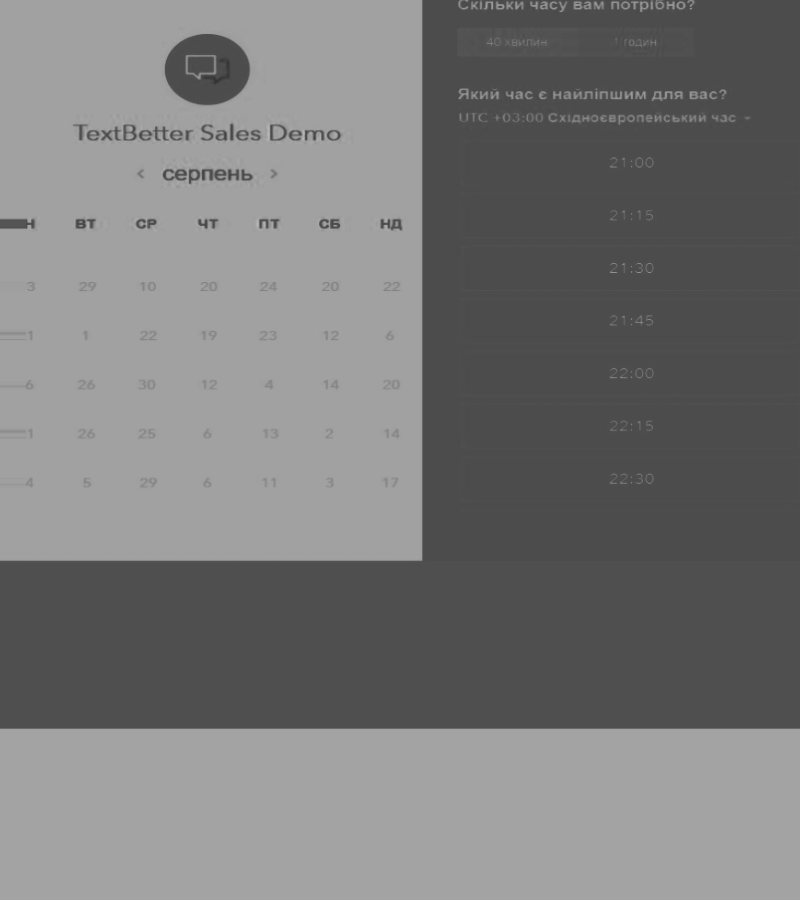 TextBetter Sales Demo
‹ серпень ›
Н ВТ СР ЧТ ПТ СБ НД
3 29 10 20 24 20 22
1 1 22 19 23 12 6
6 26 30 12 4 14 20
1 26 25 6 13 2 14
4 5 29 6 11 3 17
Скільки часу вам потрібно?
40 хвилин 1 годин
Який час є найліпшим для вас?
UTC +03:00 Східноєвропейський час
21:00
21:15
21:30
21:45
22:00
22:15
22:30